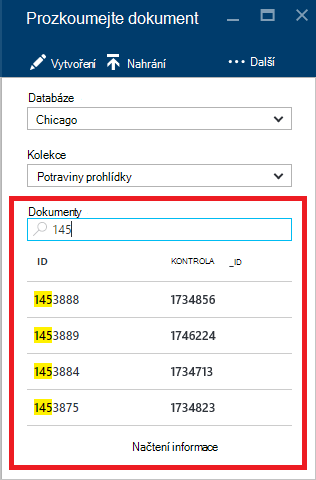 Prozkoumejte dokument
Vytvoření Nahrání ••• Další
Databáze
Chicago
Kolekce
Potraviny prohlídky
Dokumenty
145
ID KONTROLA _ID
1453888 1734856
1453889 1746224
1453884 1734713
1453875 1734823
Načtení informace